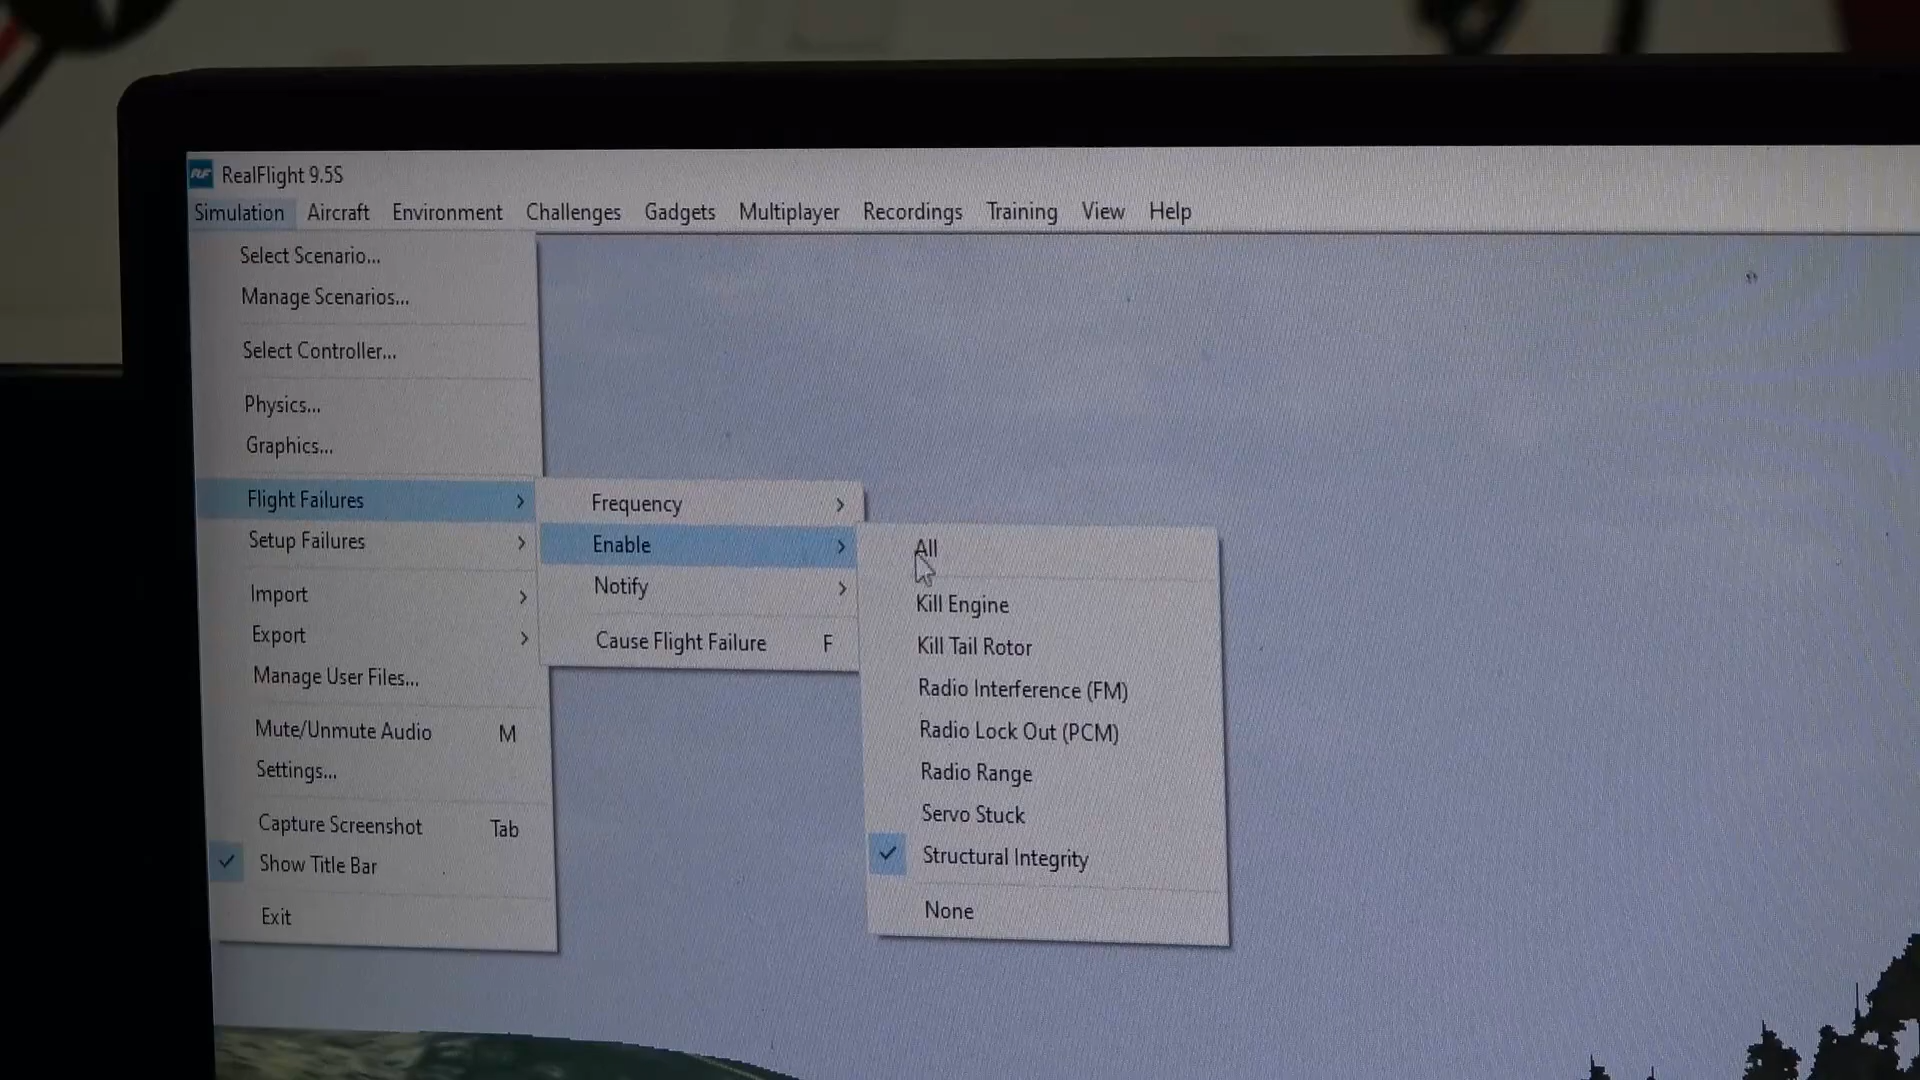 RF RealFlight 9.5S
Simulation Aircraft Environment Challenges Gadgets Multiplayer Recordings Training View Help
Select Scenario...
Manage Scenarios...
Select Controller...
Physics...
Graphics...
Flight Failures
Setup Failures
Import
Export
Manage User Files...
Mute/Unmute Audio M
Settings...
Capture Screenshot Tab
Show Title Bar
Exit
Frequency
Enable
Notify
Cause Flight Failure F
All
Kill Engine
Kill Tail Rotor
Radio Interference (FM)
Radio Lock Out (PCM)
Radio Range
Servo Stuck
Structural Integrity
None